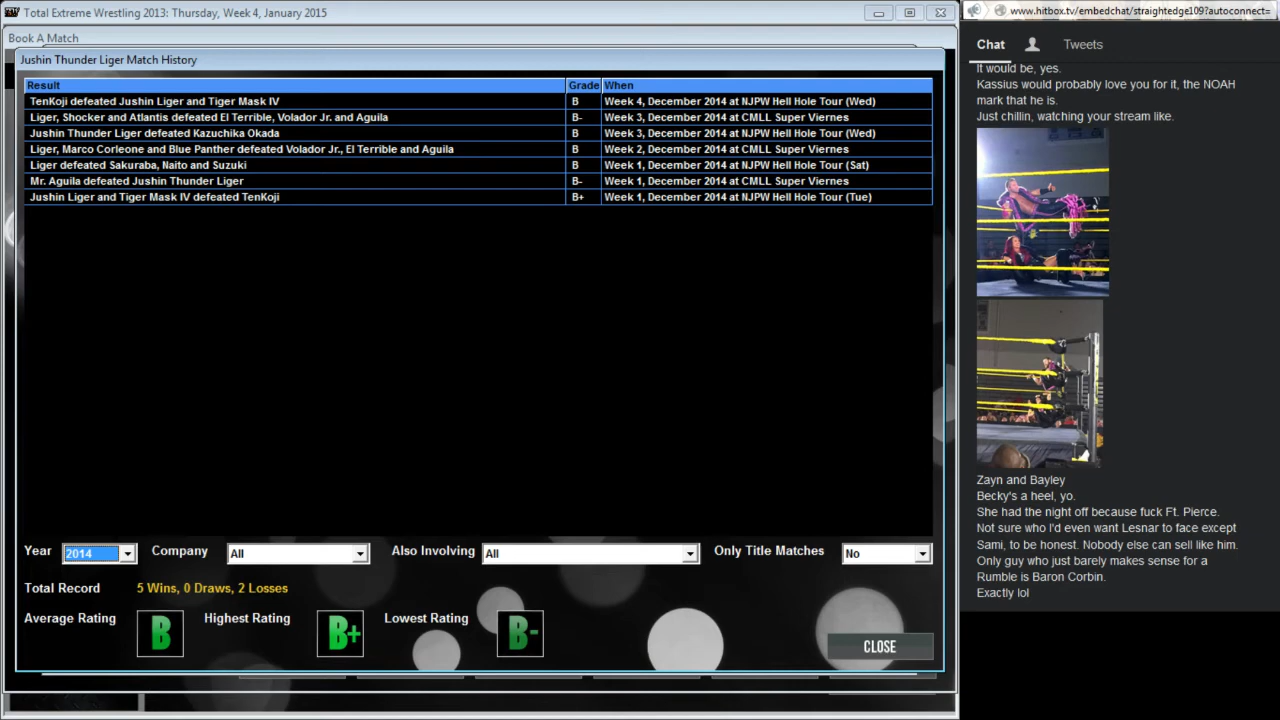 Total Extreme Wrestling 2013: Thursday, Week 4, January 2015
Book A Match
Jushin Thunder Liger Match History
Result Grade When
TenKoji defeated Jushin Liger and Tiger Mask IV B Week 4, December 2014 at NJPW Hell Hole Tour (Wed)
Liger, Shocker and Atlantis defeated El Terrible, Volador Jr. and Aguila B- Week 3, December 2014 at CMLL Super Viernes
Jushin Thunder Liger defeated Kazuchika Okada B Week 3, December 2014 at NJPW Hell Hole Tour (Wed)
Liger, Marco Corleone and Blue Panther defeated Volador Jr., El Terrible and Aguila B Week 2, December 2014 at CMLL Super Viernes
Liger defeated Sakuraba, Naito and Suzuki B Week 1, December 2014 at NJPW Hell Hole Tour (Sat)
Mr. Aguila defeated Jushin Thunder Liger B- Week 1, December 2014 at CMLL Super Viernes
Jushin Liger and Tiger Mask IV defeated TenKoji B+ Week 1, December 2014 at NJPW Hell Hole Tour (Tue)
Year 2014 Company All Also Involving All Only Title Matches No
Total Record 5 Wins, 0 Draws, 2 Losses
Average Rating B Highest Rating B+ Lowest Rating B-
CLOSE
www.hitbox.tv/embedchat/straightedge109?autoconnect=
Chat Tweets
It would be, yes.
Kassius would probably love you for it, the NOAH
mark that he is.
Just chillin, watching your stream like.
Zayn and Bayley
Becky's a heel, yo.
She had the night off because fuck Ft. Pierce.
Not sure who I'd even want Lesnar to face except
Sami, to be honest. Nobody else can sell like him.
Only guy who just barely makes sense for a
Rumble is Baron Corbin.
Exactly lol